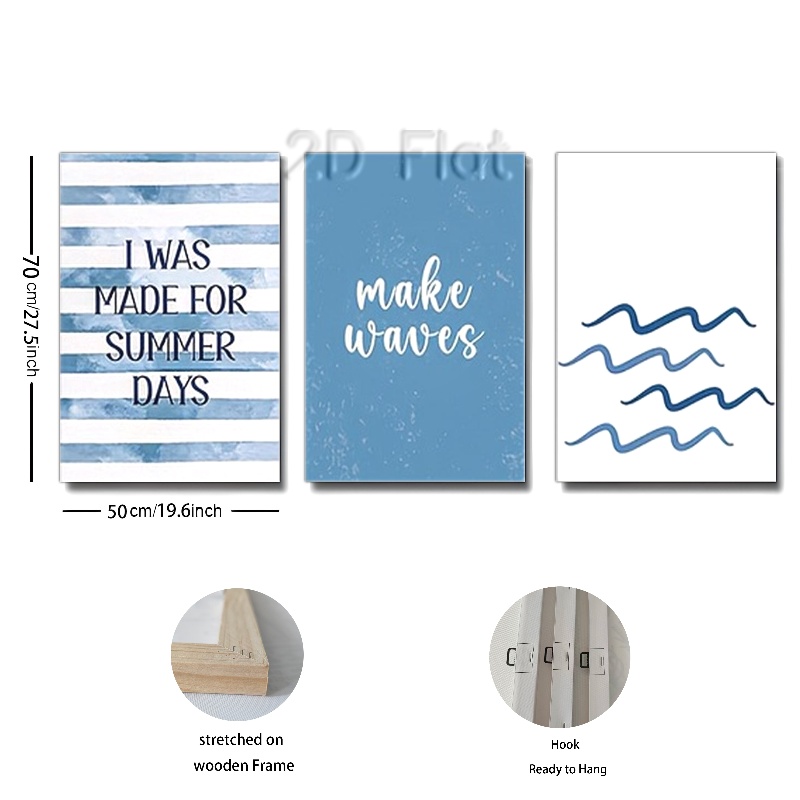 2D Flat
I WAS
MADE FOR
SUMMER
DAYS
make
waves
70 cm/27.5inch
50cm/19.6inch
stretched on
wooden Frame
Hook
Ready to Hang